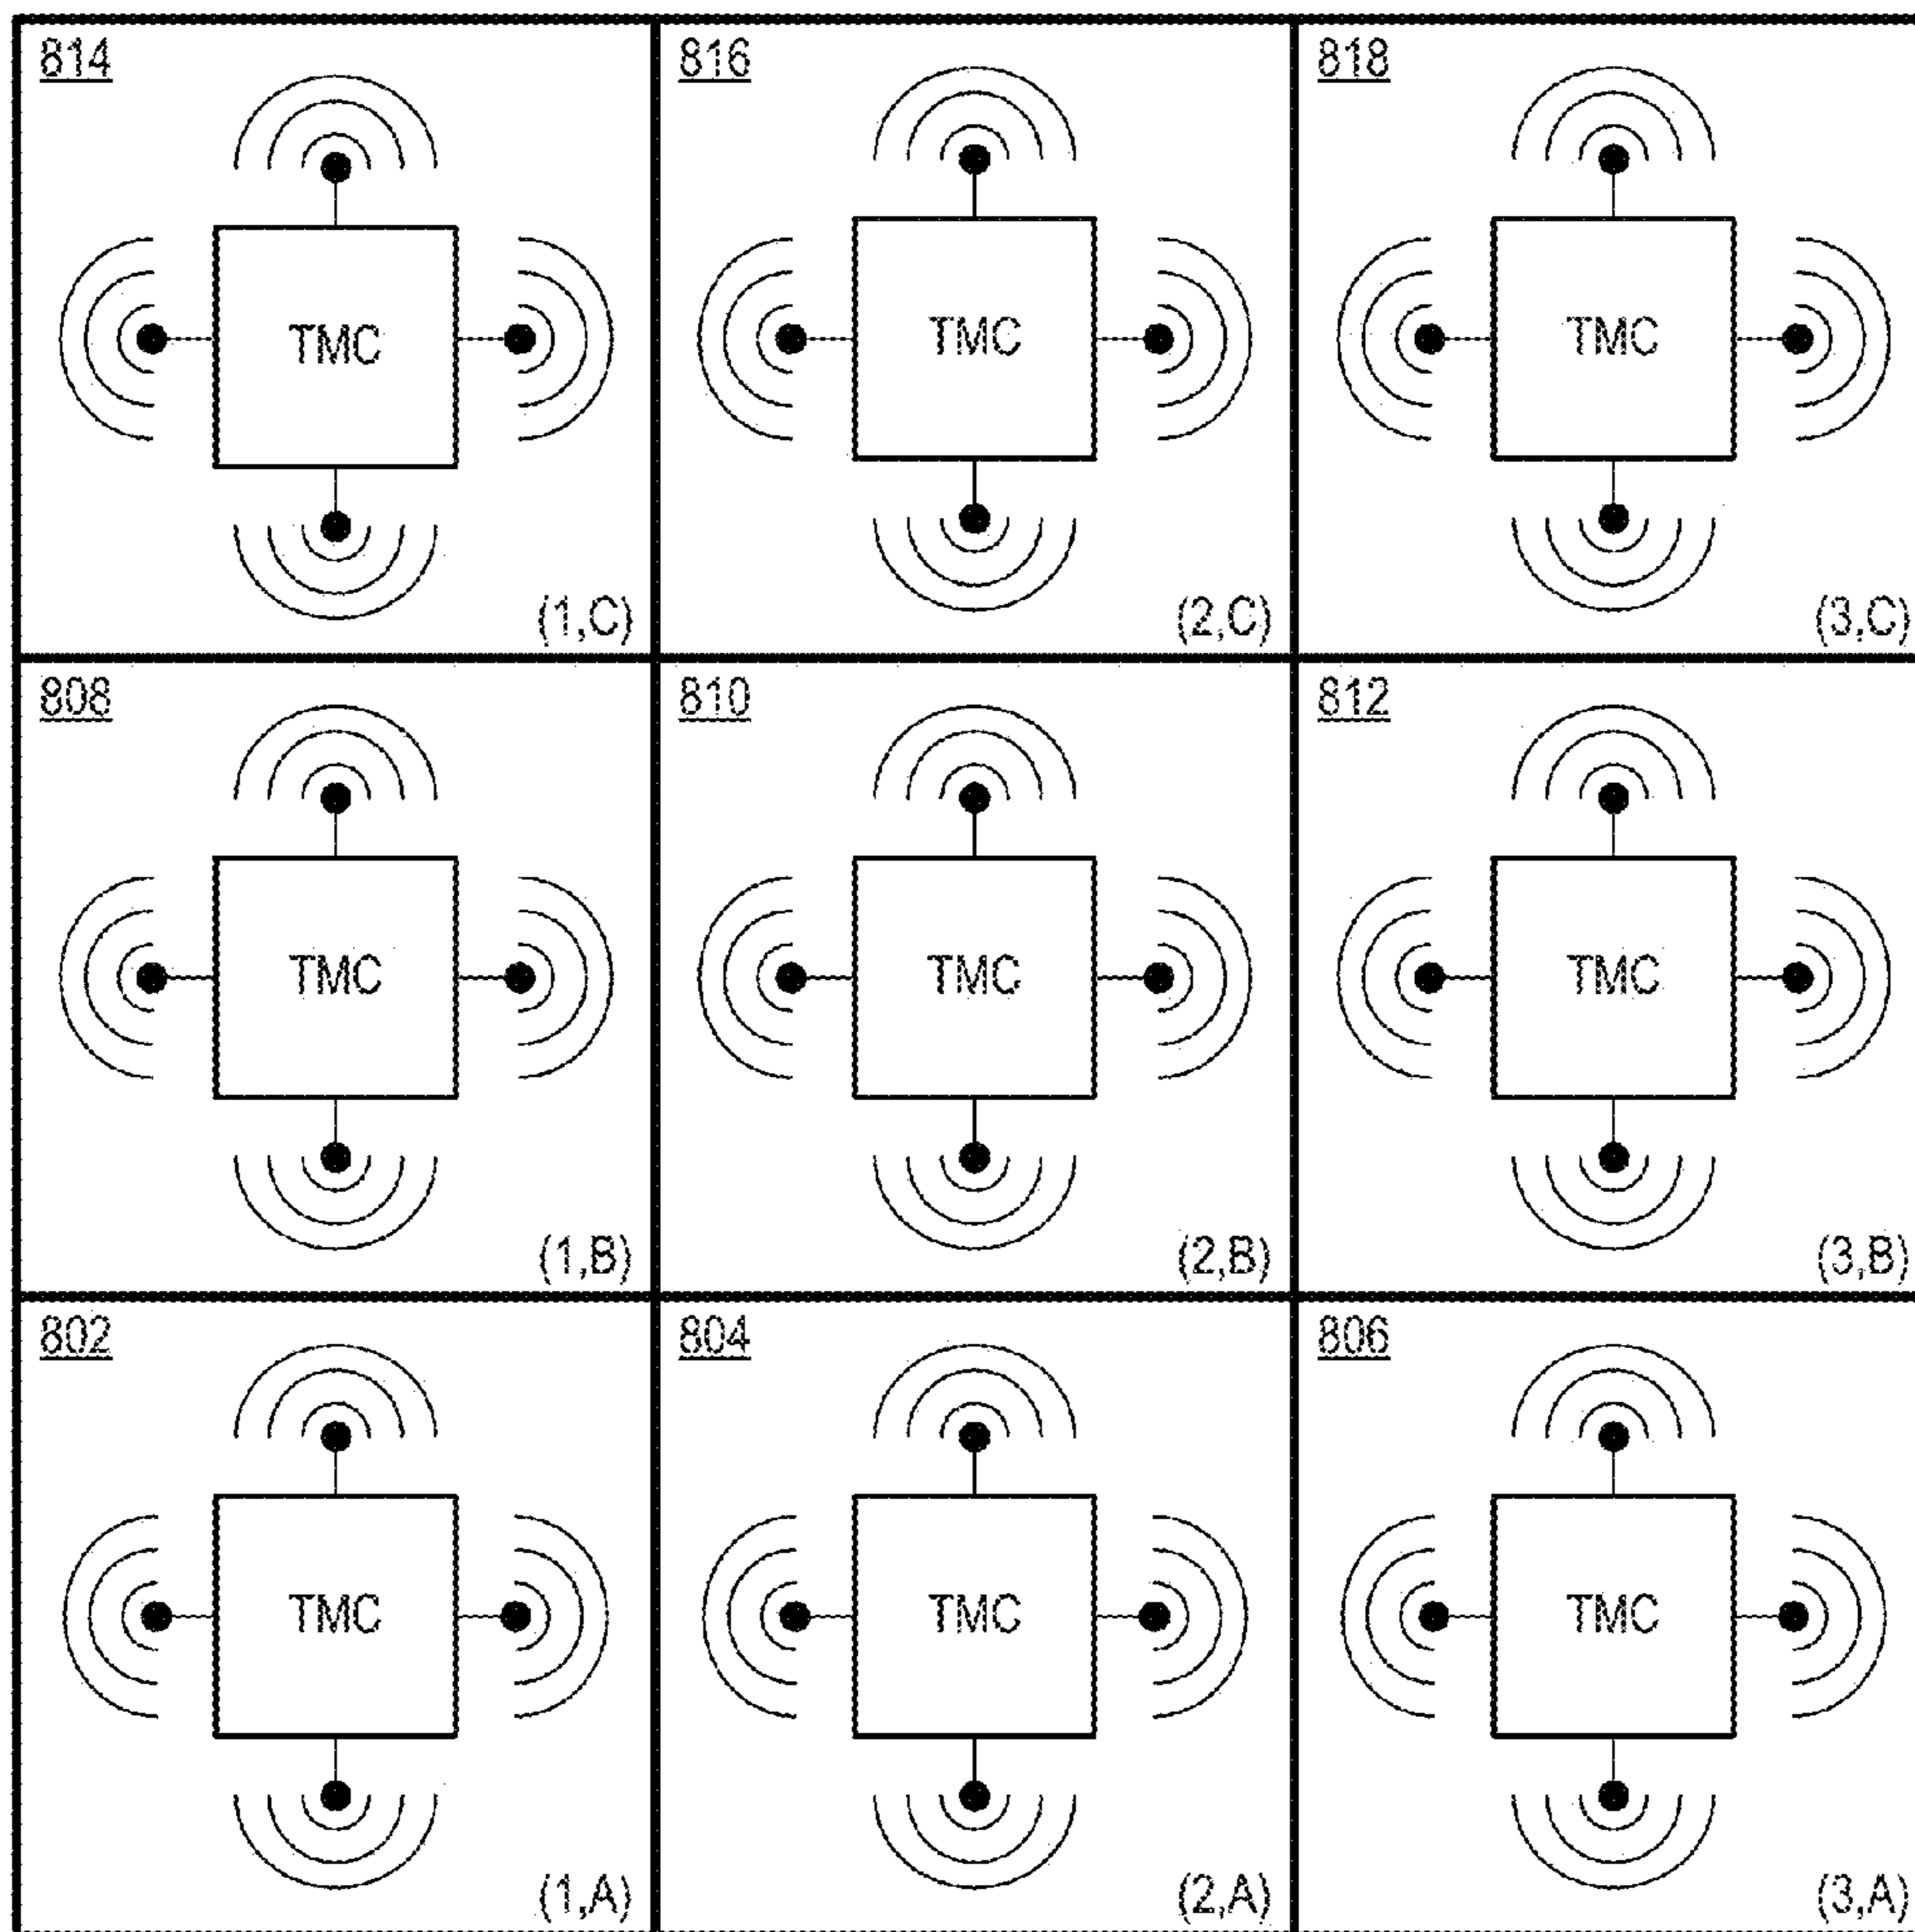 814
TMC
(1,C)
816
TMC
(2,C)
818
TMC
(3,C)
808
TMC
(1,B)
810
TMC
(2,B)
812
TMC
(3,B)
802
TMC
(1,A)
804
TMC
(2,A)
806
TMC
(3,A)